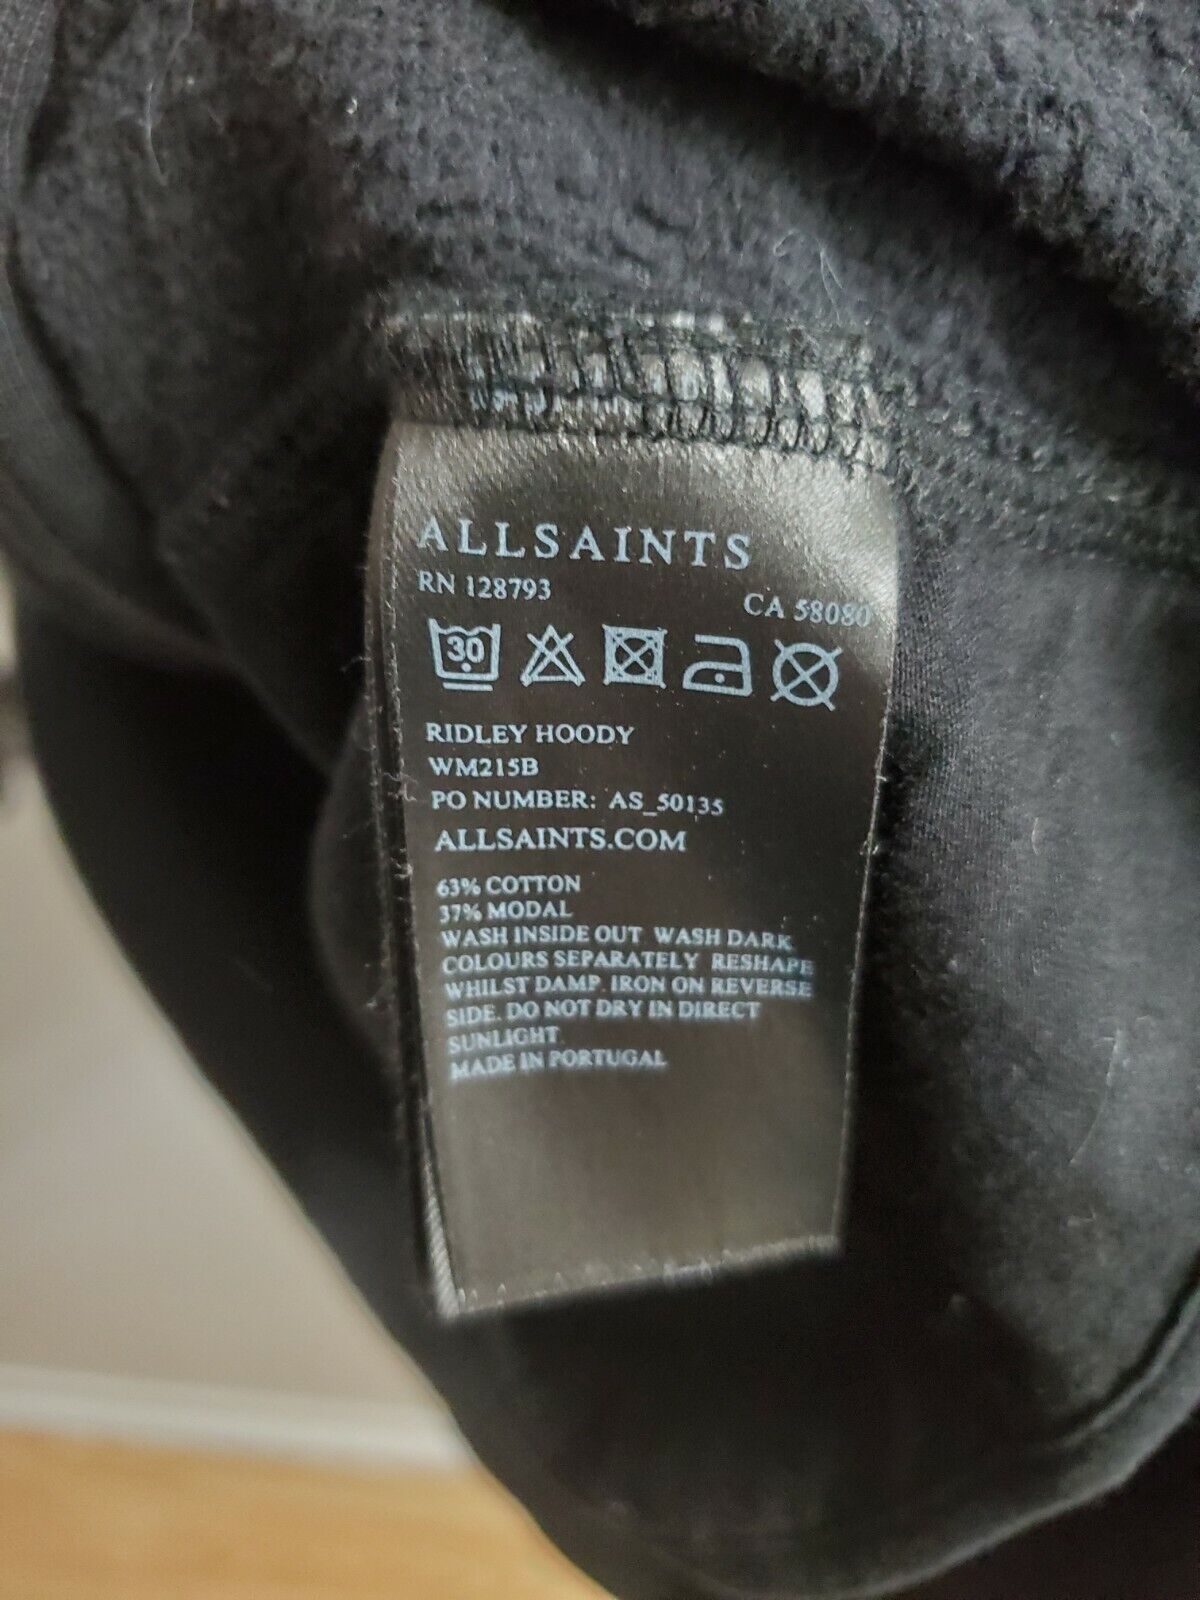 ALLSAINTS
RN 128793 CA 58080
30
RIDLEY HOODY
WM215B
PO NUMBER: AS_50135
ALLSAINTS.COM
63% COTTON
37% MODAL
WASH INSIDE OUT WASH DARK
COLOURS SEPARATELY RESHAPE
WHILST DAMP. IRON ON REVERSE
SIDE. DO NOT DRY IN DIRECT
SUNLIGHT
MADE IN PORTUGAL